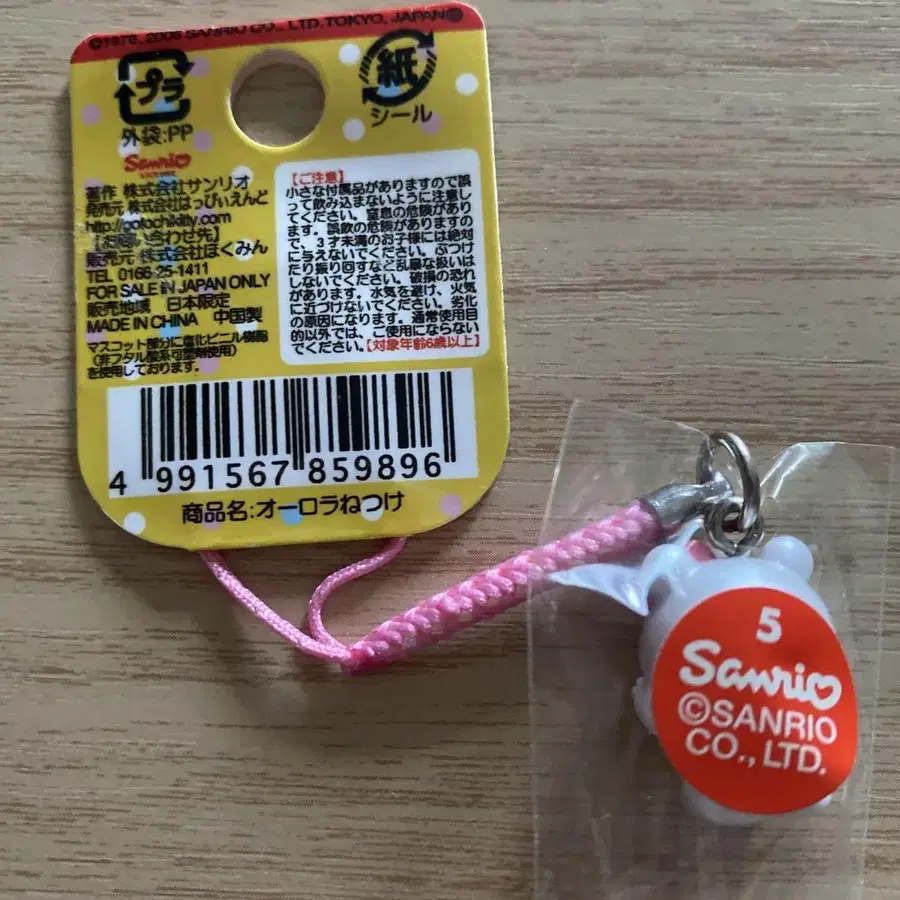 ©1976, 2006 SANRIO CO., LTD. TOKYO, JAPAN
プラ
外袋:PP
紙
シール
Sanrio
著作 株式会社サンリオ
発売元 株式会社はっぴぃえんど
http://gotochikitty.com
【お問い合わせ先】
販売元 株式会社ほくみん
TEL 0166-25-1411
FOR SALE IN JAPAN ONLY
販売地域 日本限定
MADE IN CHINA 中国製
マスコット部分に塩化ビニール樹脂
(非フタル酸系可塑剤使用)
を使用しております。
【ご注意】
小さな付属品がありますので誤
って飲み込まないように注意し
てください。窒息の危険があり
ます。誤飲の危険がありますの
で、3才未満のお子様には絶対
に与えないでください。ぶつけ
たり振り回すなど乱暴な扱いは
しないでください。破損の恐れ
があります。水気を避け、火気
に近づけないでください。劣化
の原因になります。通常使用目
的以外では、ご使用にならない
でください。【対象年齢6歳以上】
4 991567 859896
商品名:オーロラねつけ
5
Sanrio
©SANRIO
CO., LTD.